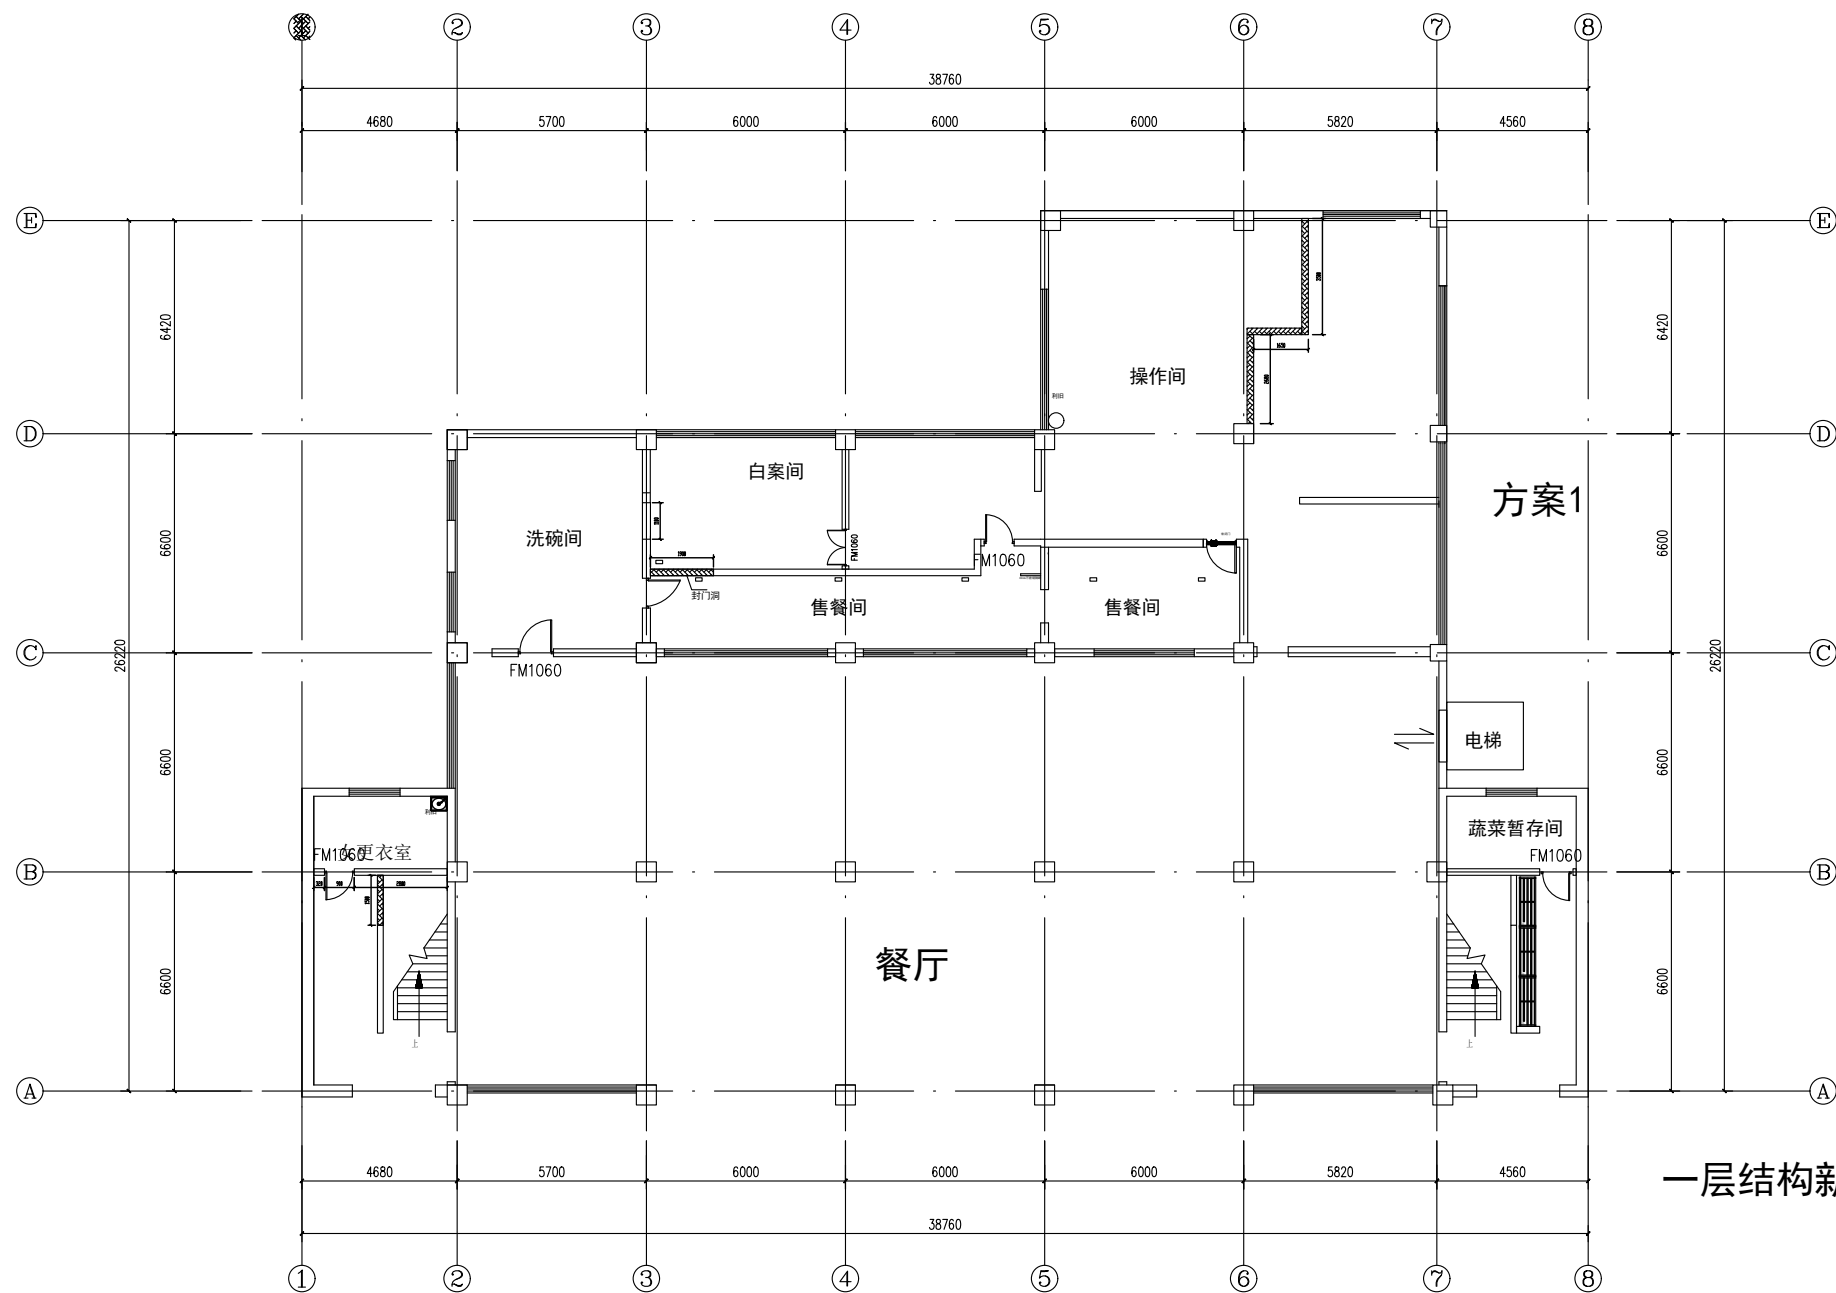 ② ③ ④ ⑤ ⑥ ⑦ ⑧
38760
4680 5700 6000 6000 6000 5820 4560
E E
6420 6420
操作间
利旧
D D
白案间
方案1
洗碗间
6600 6600
FM1060
FM1060
封门洞
售餐间 售餐间
C C
26220 26220
FM1060
电梯
6600 6600
蔬菜暂存间
更衣室
FM1060 FM1060
B B
餐厅
6600 6600
上 上
A A
4680 5700 6000 6000 6000 5820 4560
一层结构新
38760
① ② ③ ④ ⑤ ⑥ ⑦ ⑧